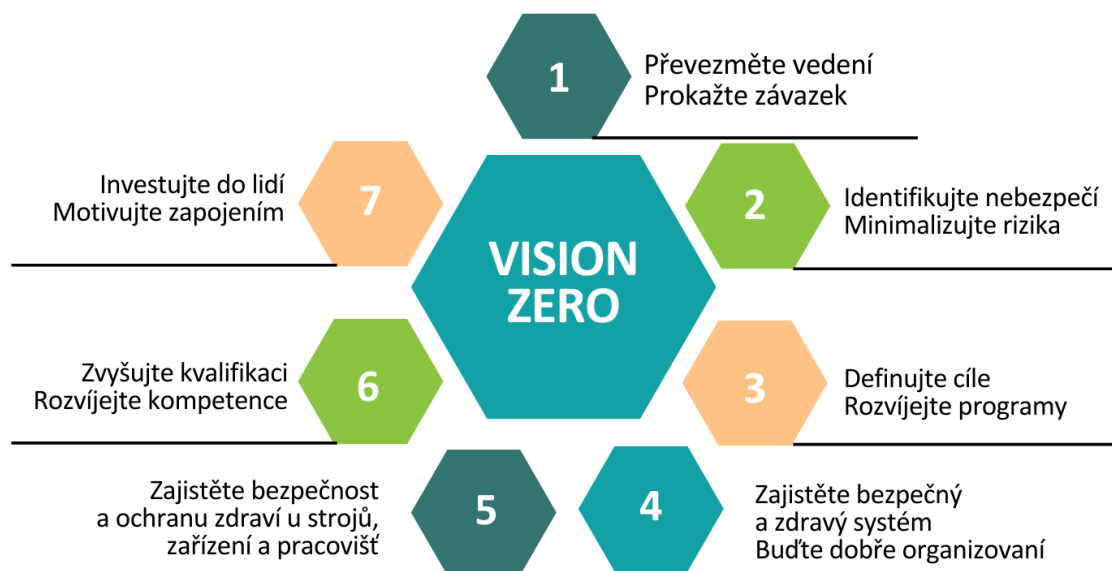 1
Převezměte vedení
Prokažte závazek
2
Identifikujte nebezpečí
Minimalizujte rizika
3
Definujte cíle
Rozvíjejte programy
4
Zajistěte bezpečný
a zdravý systém
Buďte dobře organizovaní
5
Zajistěte bezpečnost
a ochranu zdraví u strojů,
zařízení a pracovišť
6
Zvyšujte kvalifikaci
Rozvíjejte kompetence
7
Investujte do lidí
Motivujte zapojením
VISION
ZERO